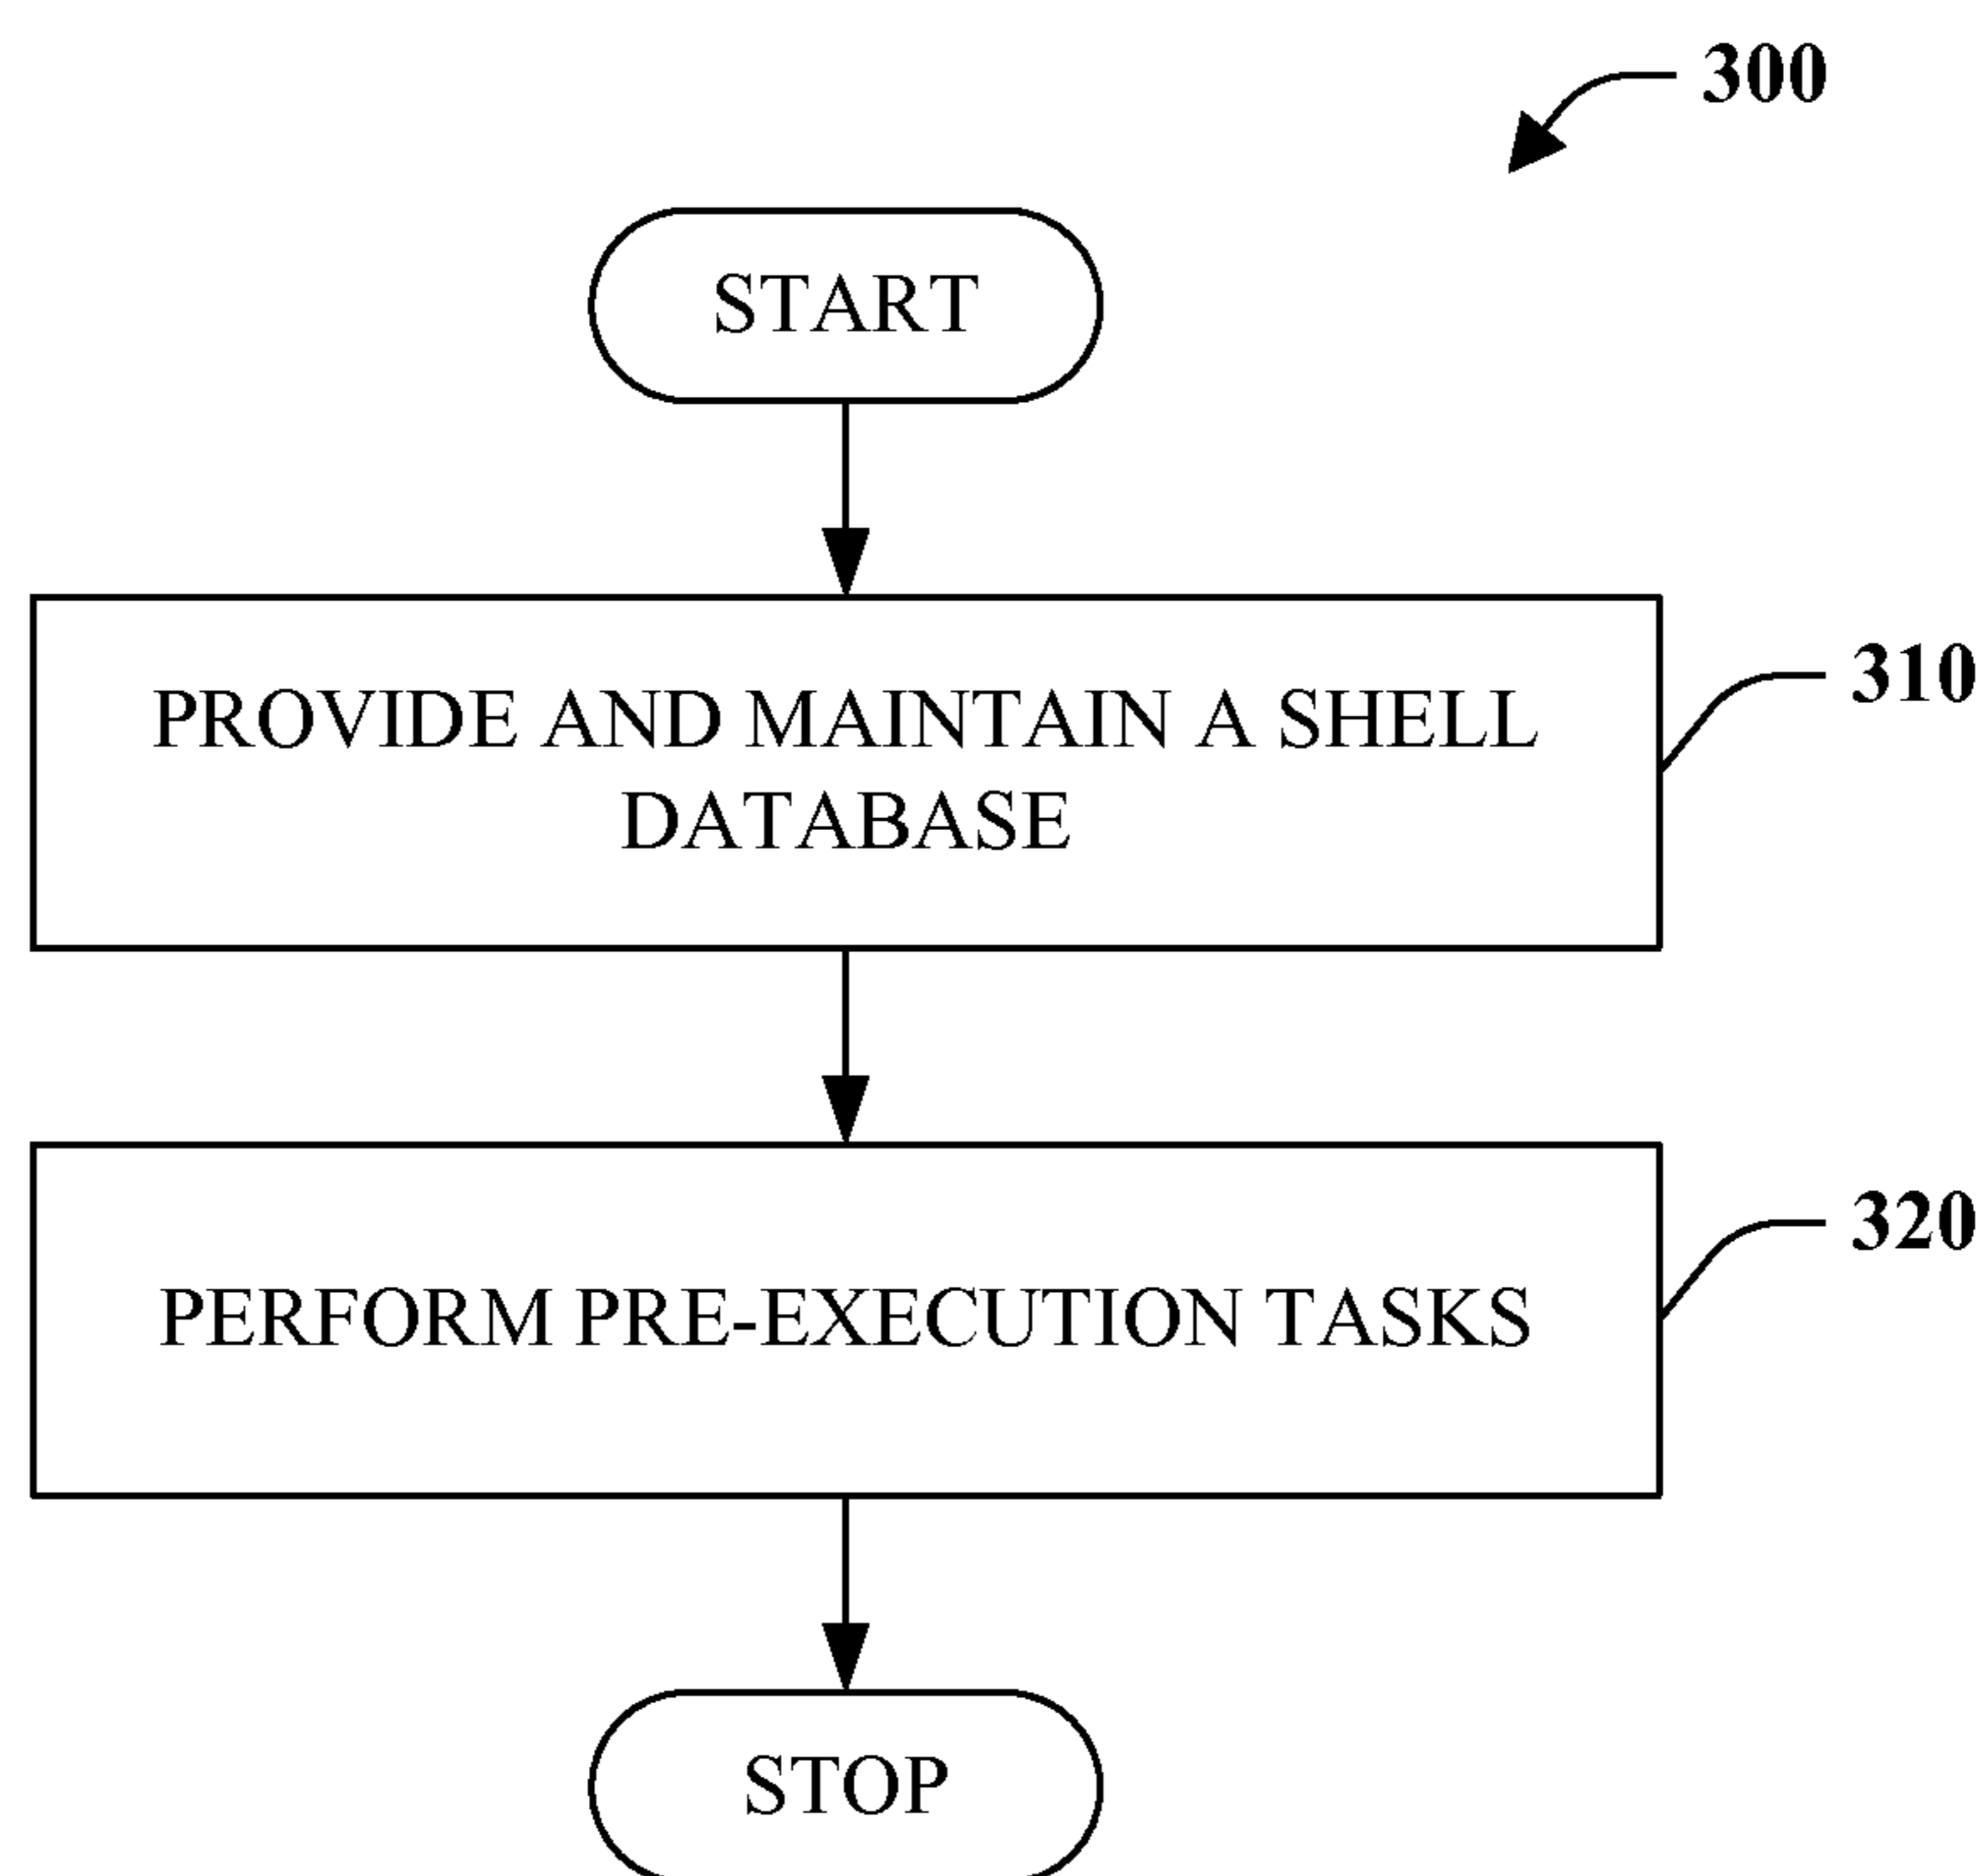 300
START
310
PROVIDE AND MAINTAIN A SHELL
DATABASE
320
PERFORM PRE-EXECUTION TASKS
STOP